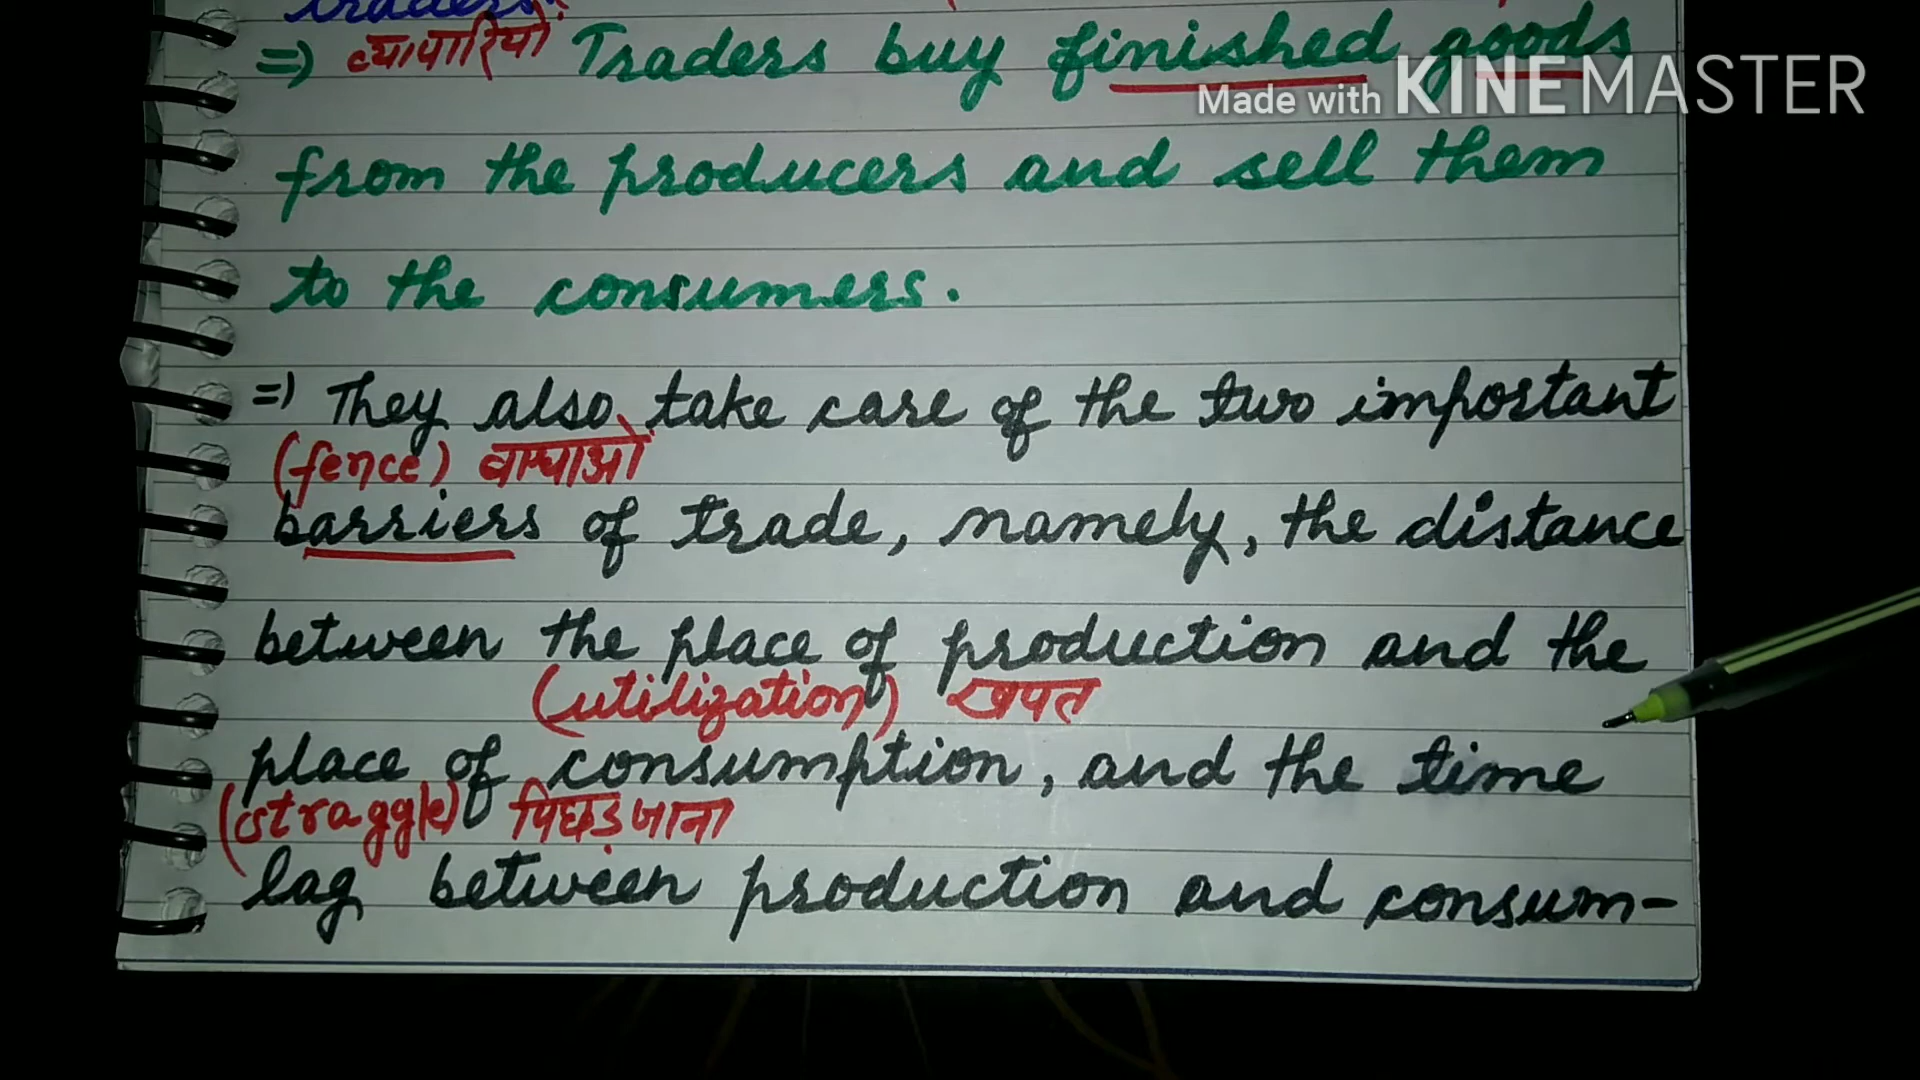 traders.
=) व्यापारियों Traders buy finished goods
Made with KINEMASTER
from the producers and sell them
to the consumers.
=) They also take care of the two important
(fence) बाधाओं
barriers of trade, namely, the distance
between the place of production and the
(utilization) खपत
place of consumption, and the time
(straggle) पिछड़ जाना
lag between production and consum-